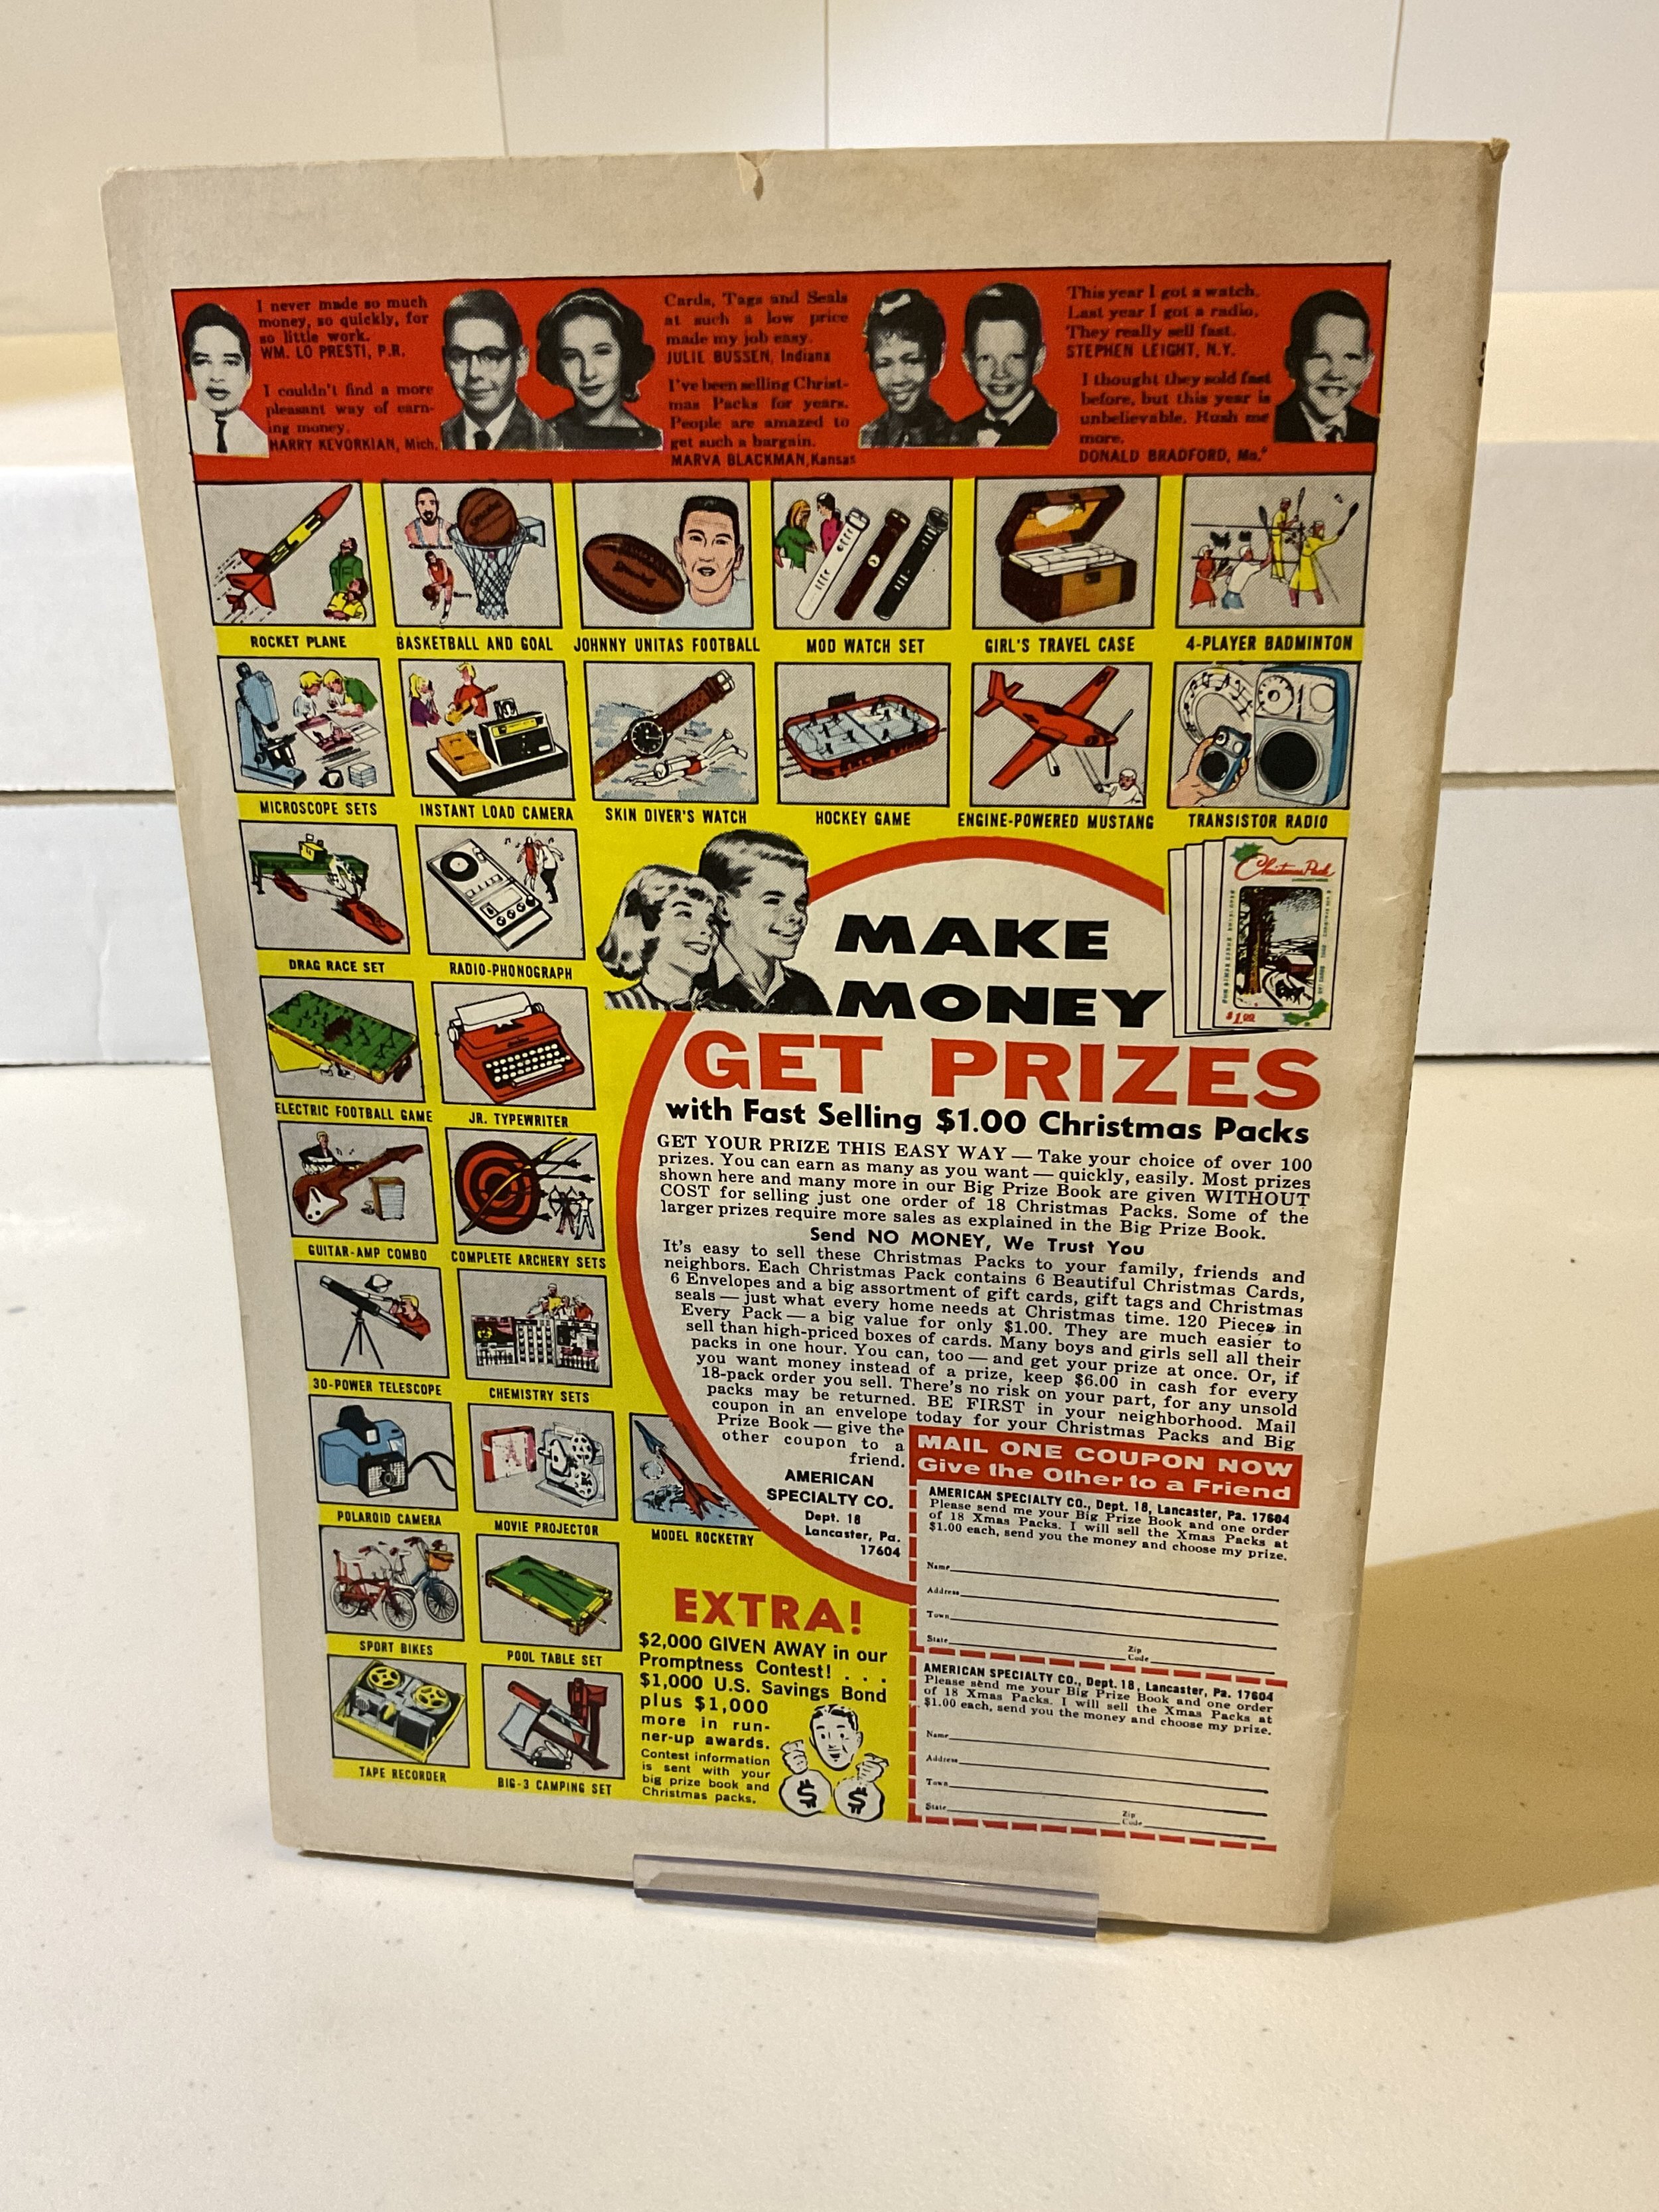 I never made so much
money, so quickly, for
so little work.
WM. LO PRESTI, P.R.
I couldn't find a more
pleasant way of earn-
ing money.
HARRY KEVORKIAN, Mich.
Cards, Tags and Seals
at such a low price
made my job easy.
JULIE BUSSEN, Indiana
I've been selling Christ-
mas Packs for years.
People are amazed to
get such a bargain.
MARVA BLACKMAN, Kansas
This year I got a watch.
Last year I got a radio.
They really sell fast.
STEPHEN LEIGHT, N.Y.
I thought they sold fast
before, but this year is
unbelievable. Rush me
more.
DONALD BRADFORD, Mo.
ROCKET PLANE
BASKETBALL AND GOAL
JOHNNY UNITAS FOOTBALL
MOD WATCH SET
GIRL'S TRAVEL CASE
4-PLAYER BADMINTON
MICROSCOPE SETS
INSTANT LOAD CAMERA
SKIN DIVER'S WATCH
HOCKEY GAME
ENGINE-POWERED MUSTANG
TRANSISTOR RADIO
DRAG RACE SET
RADIO-PHONOGRAPH
ELECTRIC FOOTBALL GAME
JR. TYPEWRITER
GUITAR-AMP COMBO
COMPLETE ARCHERY SETS
30-POWER TELESCOPE
CHEMISTRY SETS
POLAROID CAMERA
MOVIE PROJECTOR
MODEL ROCKETRY
SPORT BIKES
POOL TABLE SET
TAPE RECORDER
BIG-3 CAMPING SET
Christmas Pack
$1.00
MAKE
MONEY
GET PRIZES
with Fast Selling $1.00 Christmas Packs
GET YOUR PRIZE THIS EASY WAY — Take your choice of over 100
prizes. You can earn as many as you want — quickly, easily. Most prizes
shown here and many more in our Big Prize Book are given WITHOUT
COST for selling just one order of 18 Christmas Packs. Some of the
larger prizes require more sales as explained in the Big Prize Book.
Send NO MONEY, We Trust You
It's easy to sell these Christmas Packs to your family, friends and
neighbors. Each Christmas Pack contains 6 Beautiful Christmas Cards,
6 Envelopes and a big assortment of gift cards, gift tags and Christmas
seals — just what every home needs at Christmas time. 120 Pieces in
Every Pack — a big value for only $1.00. They are much easier to
sell than high-priced boxes of cards. Many boys and girls sell all their
packs in one hour. You can, too — and get your prize at once. Or, if
you want money instead of a prize, keep $6.00 in cash for every
18-pack order you sell. There's no risk on your part, for any unsold
packs may be returned. BE FIRST in your neighborhood. Mail
coupon in an envelope today for your Christmas Packs and Big
Prize Book — give the
other coupon to a
friend.
AMERICAN
SPECIALTY CO.
Dept. 18
Lancaster, Pa.
17604
MAIL ONE COUPON NOW
Give the Other to a Friend
AMERICAN SPECIALTY CO., Dept. 18, Lancaster, Pa. 17604
Please send me your Big Prize Book and one order
of 18 Xmas Packs. I will sell the Xmas Packs at
$1.00 each, send you the money and choose my prize.
Name
Address
Town
State Zip Code
AMERICAN SPECIALTY CO., Dept. 18, Lancaster, Pa. 17604
Please send me your Big Prize Book and one order
of 18 Xmas Packs. I will sell the Xmas Packs at
$1.00 each, send you the money and choose my prize.
Name
Address
Town
State Zip Code
EXTRA!
$2,000 GIVEN AWAY in our
Promptness Contest! . . .
$1,000 U.S. Savings Bond
plus $1,000
more in run-
ner-up awards.
Contest information
is sent with your
big prize book and
Christmas packs.
$ $